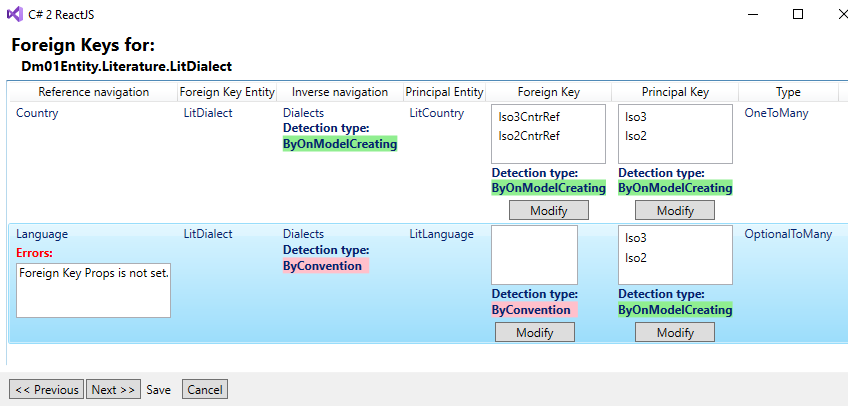 C# 2 ReactJS
Foreign Keys for:
Dm01Entity.Literature.LitDialect
Reference navigation Foreign Key Entity Inverse navigation Principal Entity Foreign Key Principal Key Type
Country LitDialect Dialects LitCountry Iso3CntrRef Iso3 OneToMany
Detection type: Iso2CntrRef Iso2
ByOnModelCreating
Detection type: Detection type:
ByOnModelCreating ByOnModelCreating
Modify Modify
Language LitDialect Dialects LitLanguage Iso3 OptionalToMany
Errors: Detection type: Iso2
Foreign Key Props is not set. ByConvention
Detection type: Detection type:
ByConvention ByOnModelCreating
Modify Modify
<< Previous Next >> Save Cancel